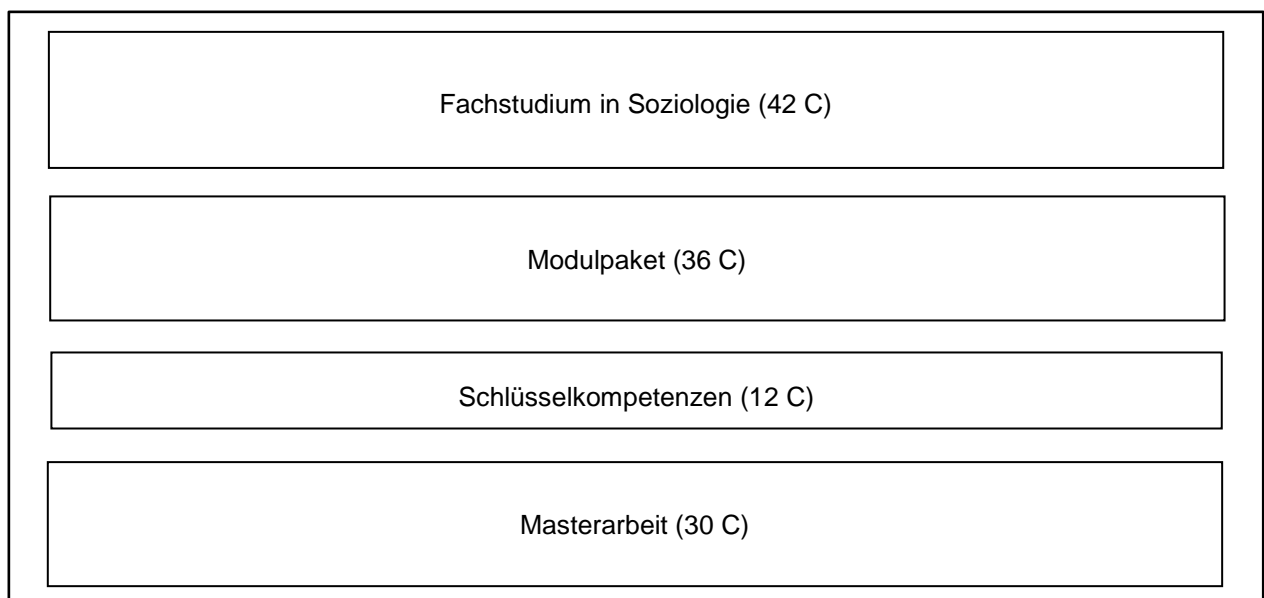 Fachstudium in Soziologie (42 C)
Modulpaket (36 C)
Schlüsselkompetenzen (12 C)
Masterarbeit (30 C)